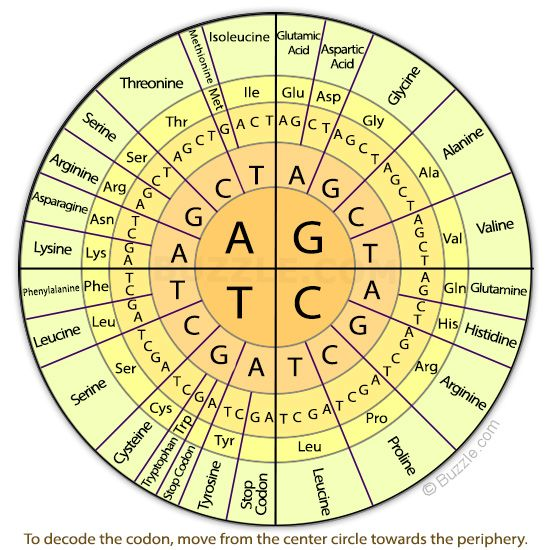 Glutamic
Acid
Aspartic
Acid
Glycine
Alanine
Valine
Glutamine
Histidine
Arginine
Proline
Leucine
Stop
Codon
Tyrosine
Stop Codon
Tryptophan
Cysteine
Serine
Leucine
Phenylalanine
Lysine
Asparagine
Arginine
Serine
Threonine
Methionine
Isoleucine
Glu
Asp
Gly
Ala
Val
Gln
His
Arg
Pro
Leu
Tyr
Trp
Cys
Ser
Leu
Phe
Lys
Asn
Arg
Ser
Thr
Met
Ile
A G C T A G C T A G C T A G C T
A G C T A G C T A G C T A G C T
A G C T A G C T A G C T A G C T
A G C T A G C T A G C T G A C T
A G C T
A G C T
A G C T
A G C T
A G
T C
BUZZLE.COM
© Buzzle.com
To decode the codon, move from the center circle towards the periphery.